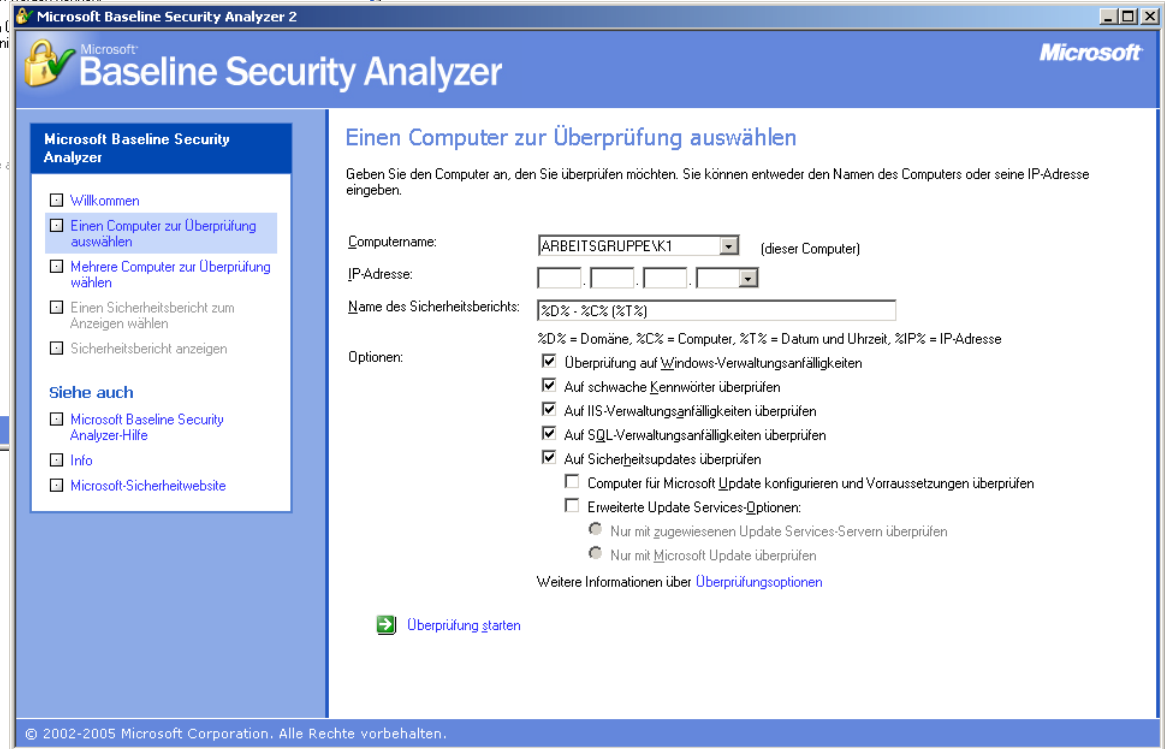 Microsoft Baseline Security Analyzer 2
Microsoft
Baseline Security Analyzer
Microsoft
Microsoft Baseline Security
Analyzer
Willkommen
Einen Computer zur Überprüfung
auswählen
Mehrere Computer zur Überprüfung
wählen
Einen Sicherheitsbericht zum
Anzeigen wählen
Sicherheitsbericht anzeigen
Siehe auch
Microsoft Baseline Security
Analyzer-Hilfe
Info
Microsoft-Sicherheitwebsite
Einen Computer zur Überprüfung auswählen
Geben Sie den Computer an, den Sie überprüfen möchten. Sie können entweder den Namen des Computers oder seine IP-Adresse
eingeben.
Computername: ARBEITSGRUPPE\K1 (dieser Computer)
IP-Adresse: . . .
Name des Sicherheitsberichts: %D% - %C% (%T%)
%D% = Domäne, %C% = Computer, %T% = Datum und Uhrzeit, %IP% = IP-Adresse
Optionen: Überprüfung auf Windows-Verwaltungsanfälligkeiten
Auf schwache Kennwörter überprüfen
Auf IIS-Verwaltungsanfälligkeiten überprüfen
Auf SQL-Verwaltungsanfälligkeiten überprüfen
Auf Sicherheitsupdates überprüfen
Computer für Microsoft Update konfigurieren und Vorraussetzungen überprüfen
Erweiterte Update Services-Optionen:
Nur mit zugewiesenen Update Services-Servern überprüfen
Nur mit Microsoft Update überprüfen
Weitere Informationen über Überprüfungsoptionen
Überprüfung starten
© 2002-2005 Microsoft Corporation. Alle Rechte vorbehalten.